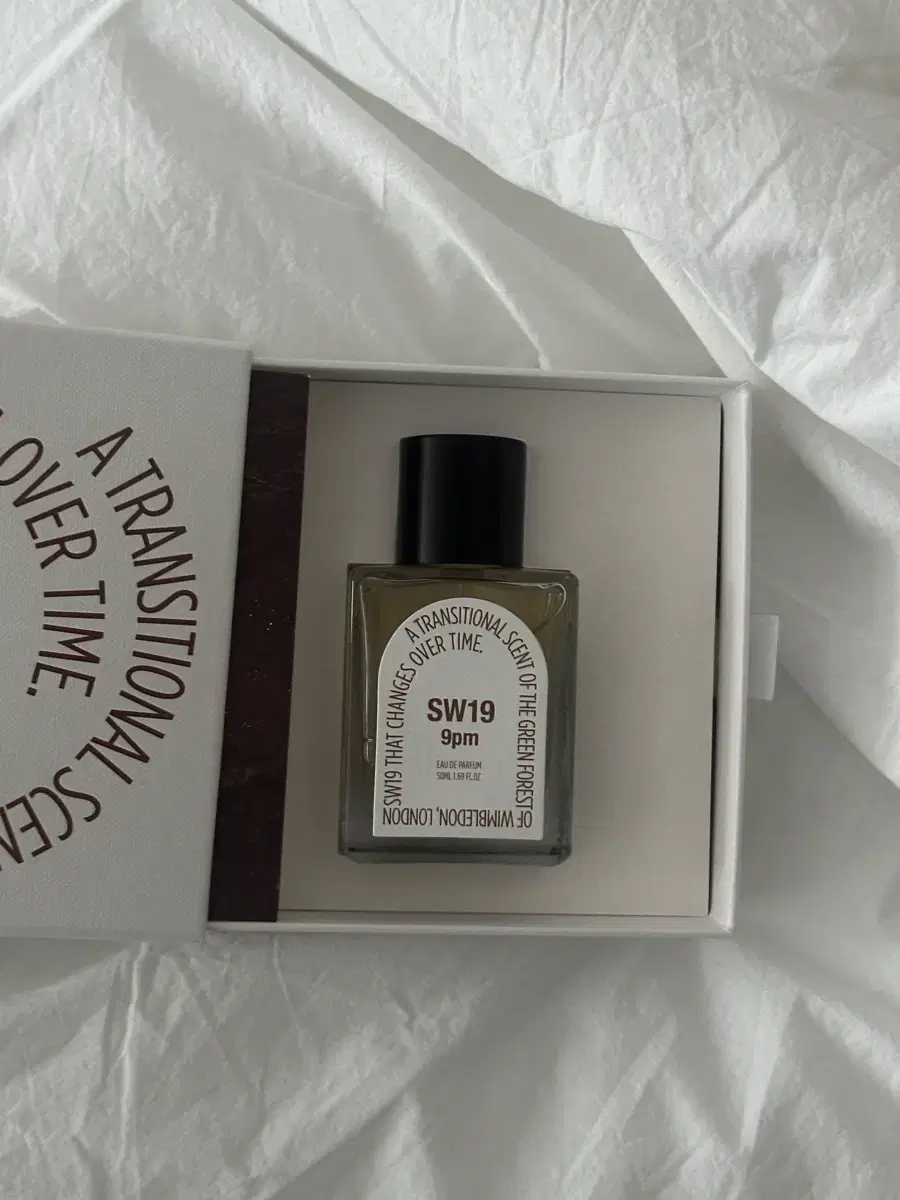 A TRANSITIONAL SCEN
OVER TIME.
A TRANSITIONAL SCENT OF THE GREEN FOREST
OF WIMBLEDON, LONDON
SW19 THAT CHANGES OVER TIME.
SW19
9pm
EAU DE PARFUM
50ML 1.69 FL.OZ